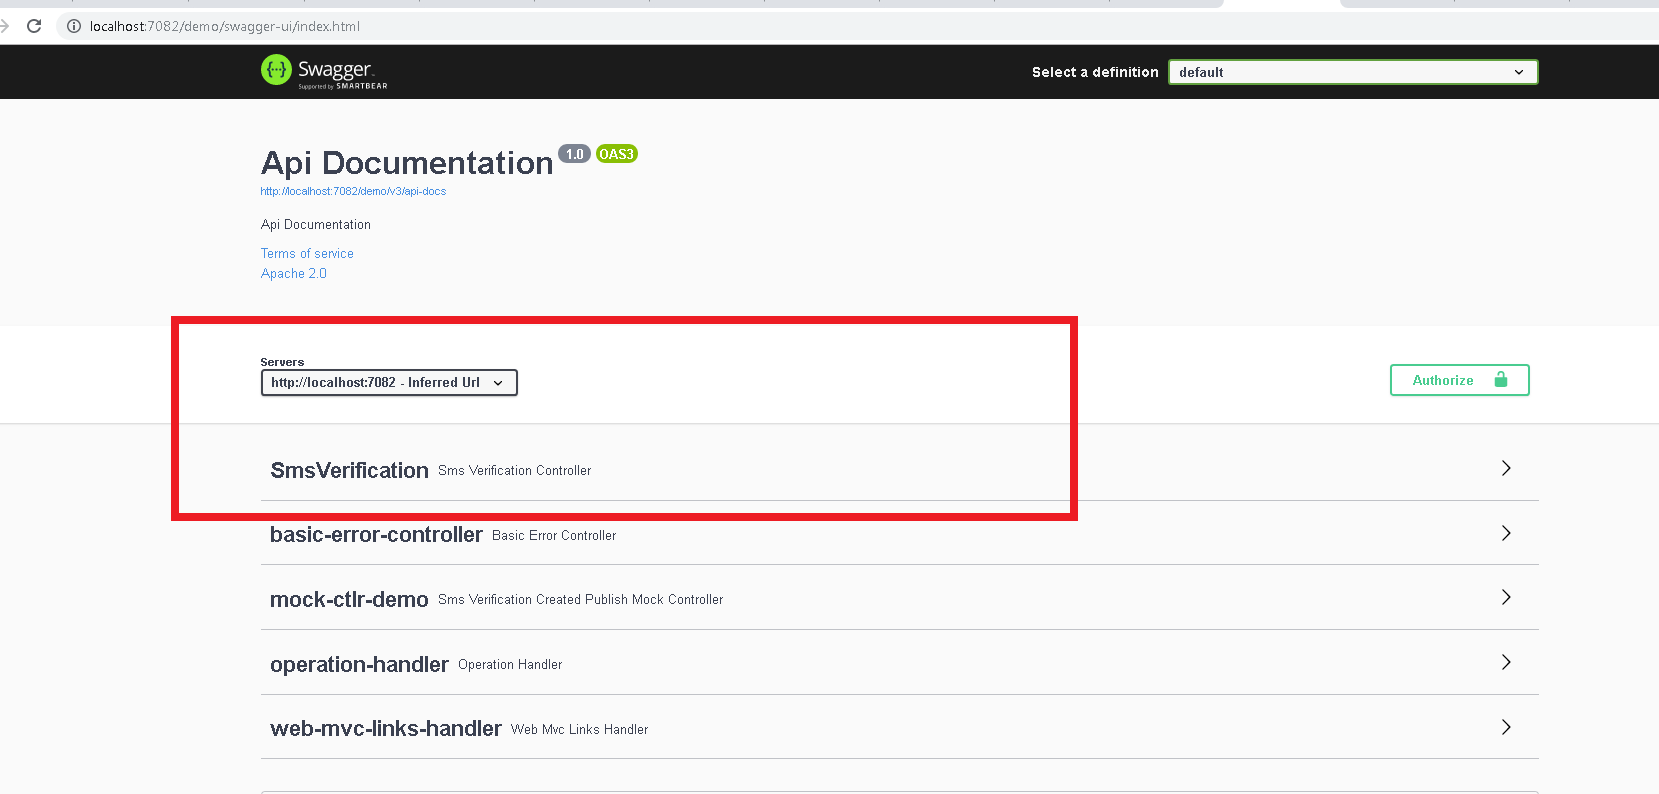 localhost:7082/demo/swagger-ui/index.html
Swagger
Supported by SMARTBEAR
Select a definition
default
Api Documentation 1.0 OAS3
http://localhost:7082/demo/v3/api-docs
Api Documentation
Terms of service
Apache 2.0
Servers
http://localhost:7082 - Inferred Url
Authorize
SmsVerification Sms Verification Controller
basic-error-controller Basic Error Controller
mock-ctlr-demo Sms Verification Created Publish Mock Controller
operation-handler Operation Handler
web-mvc-links-handler Web Mvc Links Handler